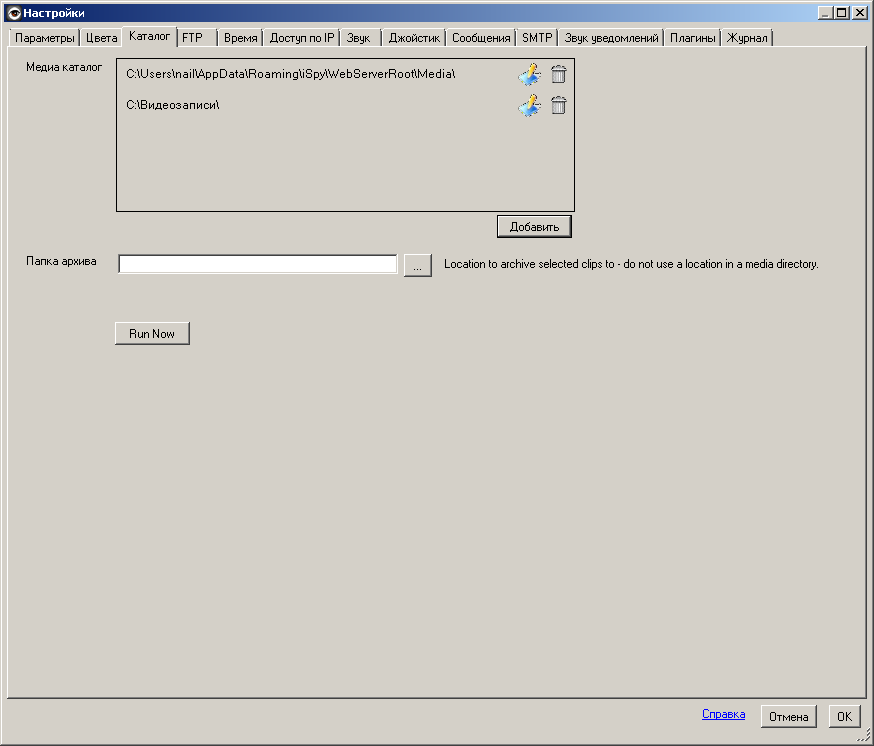 Настройки
Параметры Цвета Каталог FTP Время Доступ по IP Звук Джойстик Сообщения SMTP Звук уведомлений Плагины Журнал
Медиа каталог
C:\Users\nail\AppData\Roaming\iSpy\WebServerRoot\Media\
C:\Видеозаписи\
Добавить
Папка архива ... Location to archive selected clips to - do not use a location in a media directory.
Run Now
Справка Отмена OK